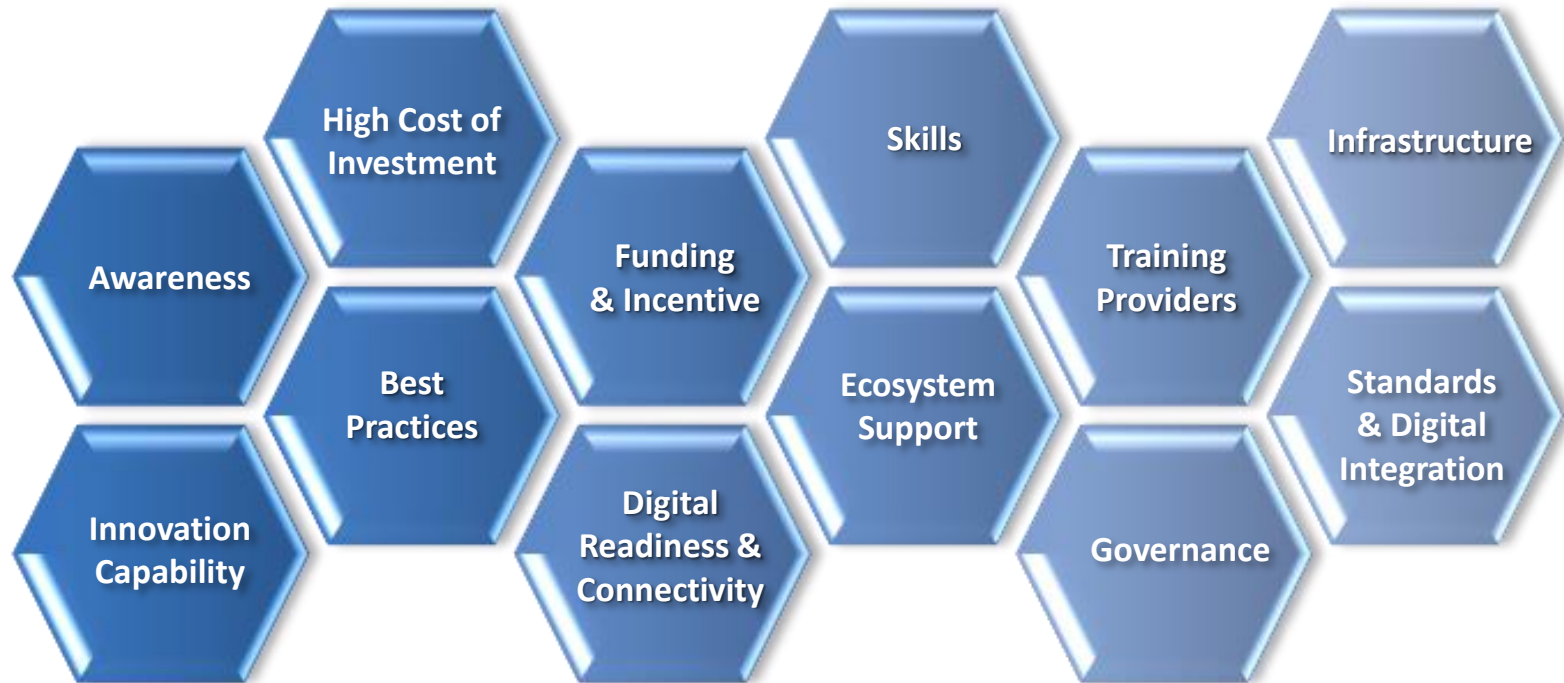 High Cost of
Investment
Skills
Infrastructure
Awareness
Funding
& Incentive
Training
Providers
Best
Practices
Ecosystem
Support
Standards
& Digital
Integration
Innovation
Capability
Digital
Readiness &
Connectivity
Governance